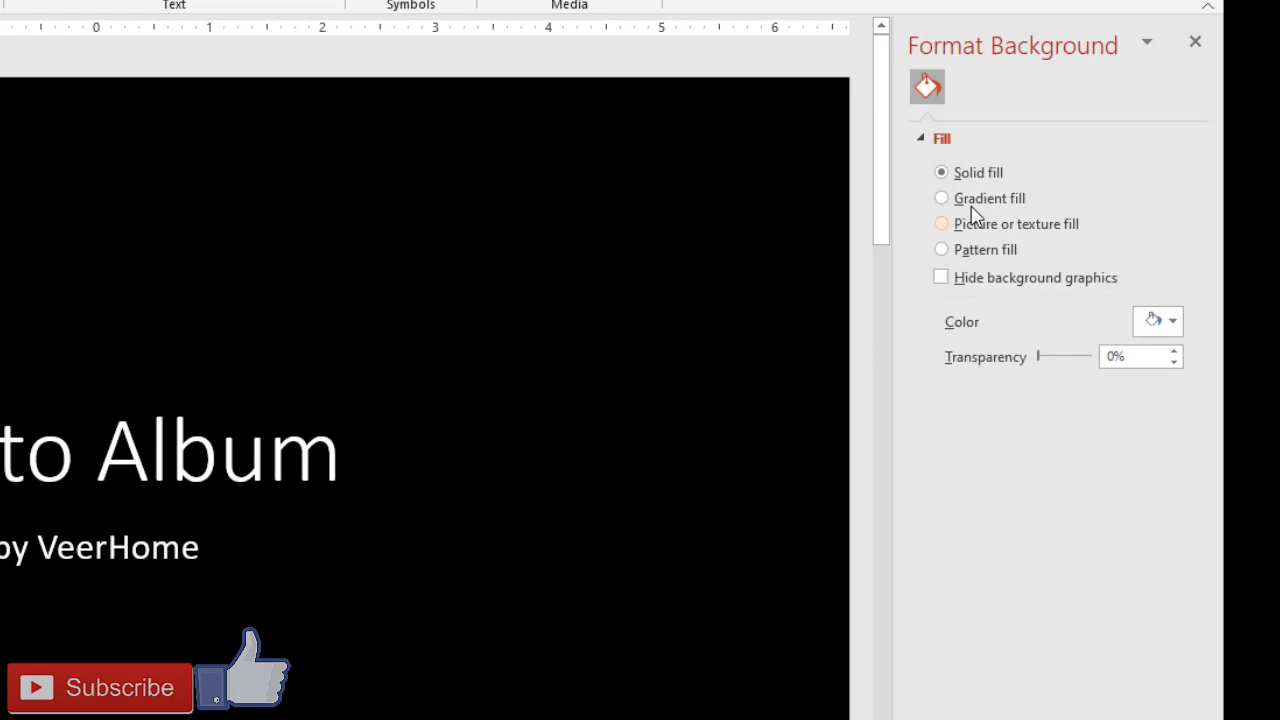 Text Symbols Media
0 1 2 3 4 5 6
Format Background
Fill
Solid fill
Gradient fill
Picture or texture fill
Pattern fill
Hide background graphics
Color
Transparency 0%
to Album
by VeerHome
Subscribe